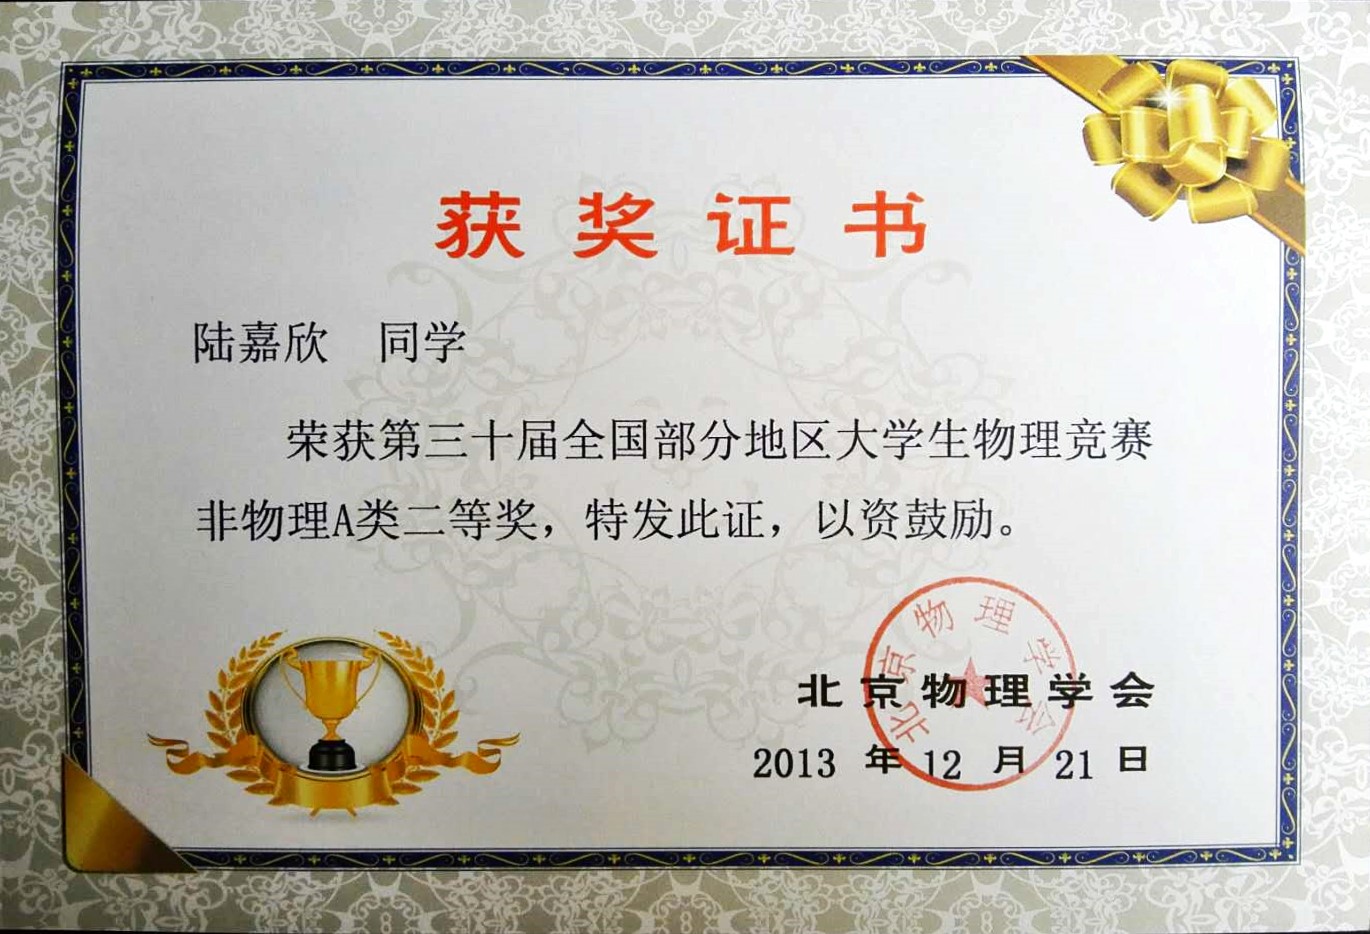 获奖证书
陆嘉欣 同学
荣获第三十届全国部分地区大学生物理竞赛
非物理A类二等奖，特发此证，以资鼓励。
北京物理学会
北京物理学会
2013 年 12 月 21 日